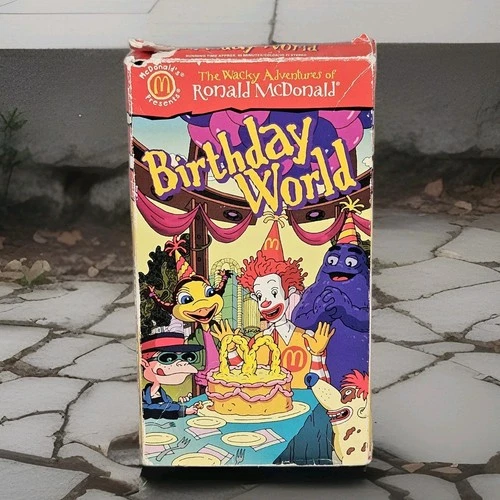 McDonald's®
Presents
The Wacky Adventures of
Ronald McDonald®
Birthday
World